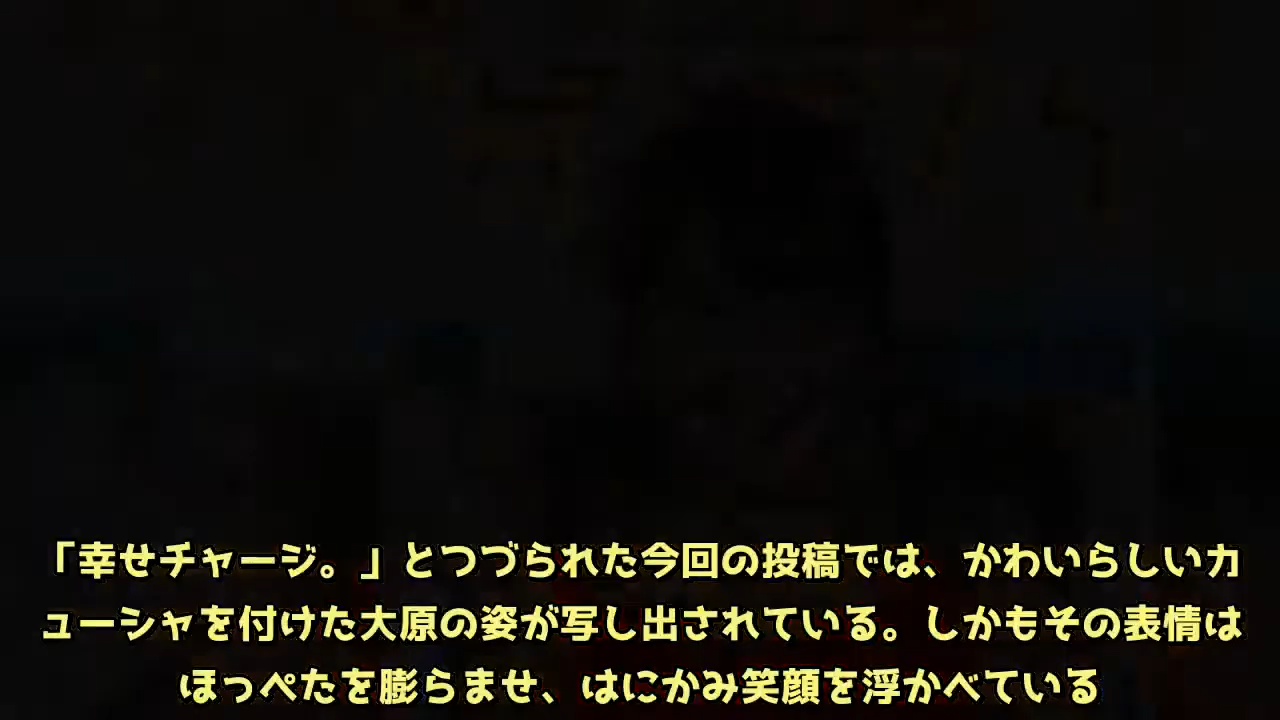 「幸せチャージ。」とつづられた今回の投稿では、かわいらしいカ
ューシャを付けた大原の姿が写し出されている。しかもその表情は
ほっぺたを膨らませ、はにかみ笑顔を浮かべている